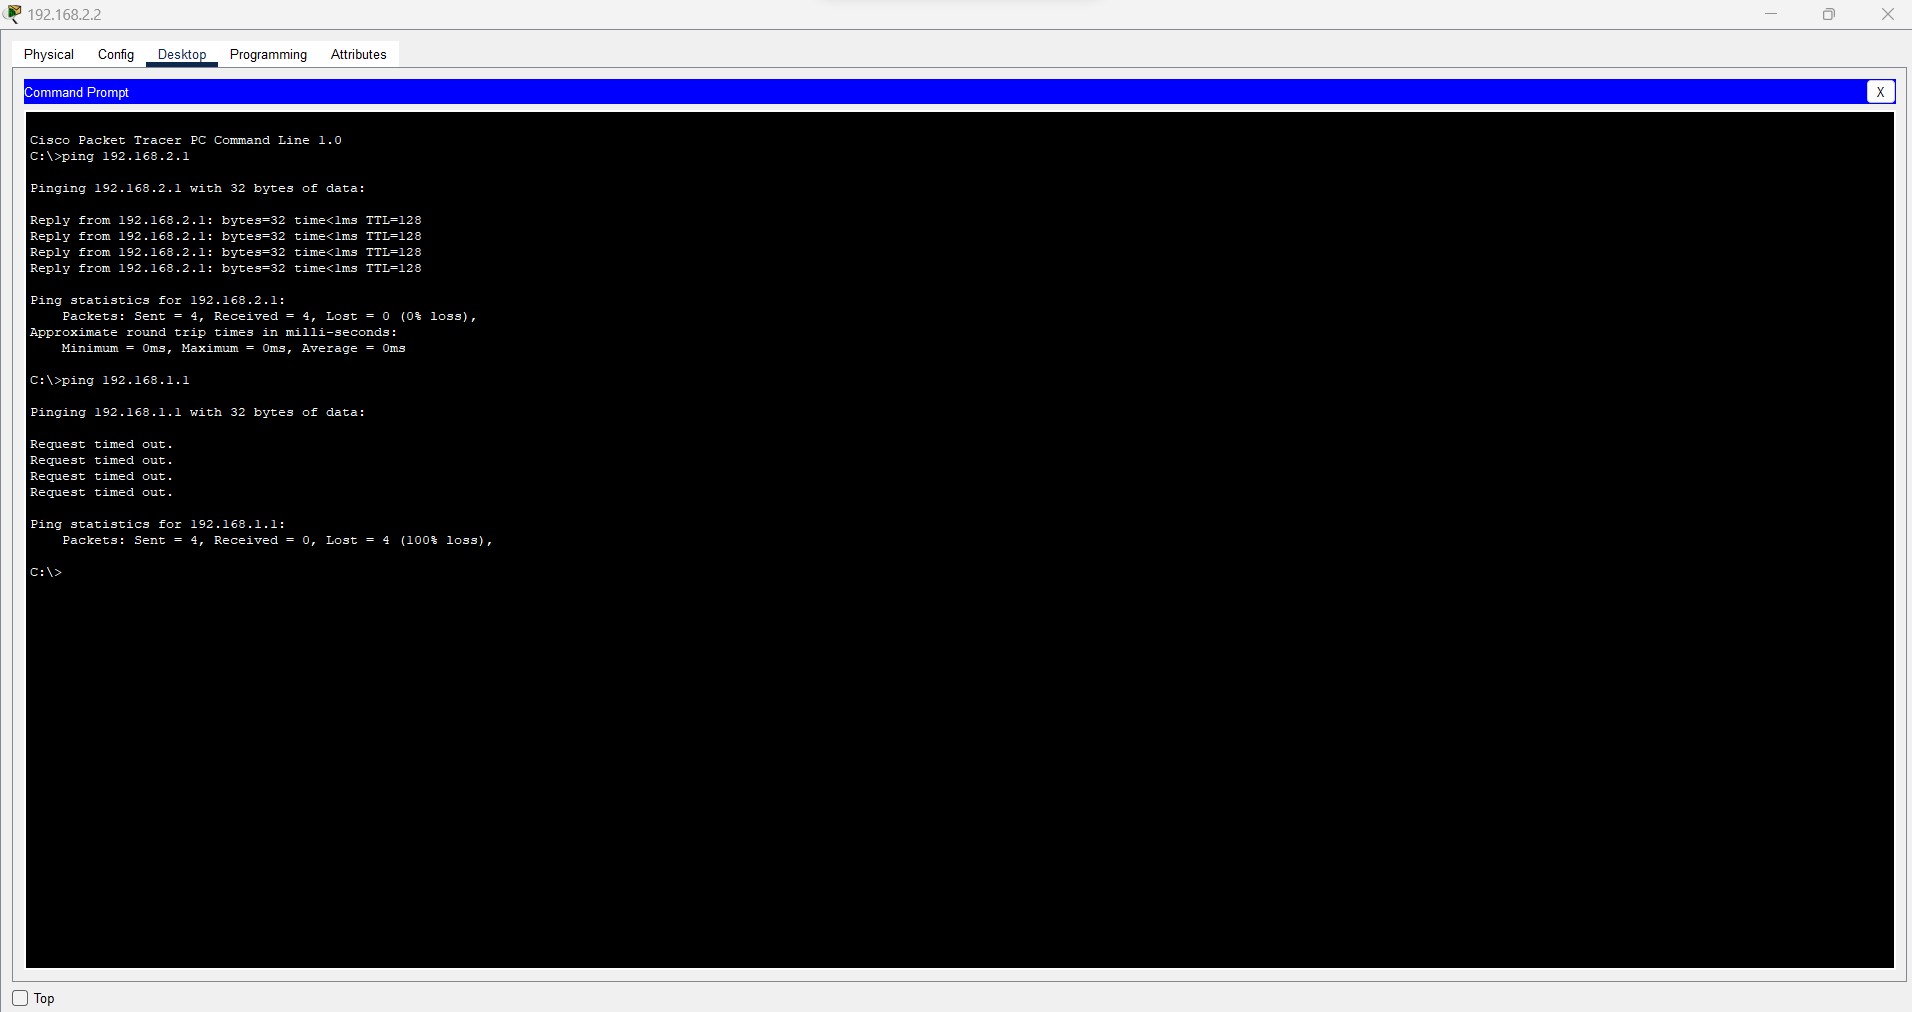 192.168.2.2
Physical Config Desktop Programming Attributes
Command Prompt
X
Cisco Packet Tracer PC Command Line 1.0
C:\>ping 192.168.2.1
Pinging 192.168.2.1 with 32 bytes of data:
Reply from 192.168.2.1: bytes=32 time<1ms TTL=128
Reply from 192.168.2.1: bytes=32 time<1ms TTL=128
Reply from 192.168.2.1: bytes=32 time<1ms TTL=128
Reply from 192.168.2.1: bytes=32 time<1ms TTL=128
Ping statistics for 192.168.2.1:
Packets: Sent = 4, Received = 4, Lost = 0 (0% loss),
Approximate round trip times in milli-seconds:
Minimum = 0ms, Maximum = 0ms, Average = 0ms
C:\>ping 192.168.1.1
Pinging 192.168.1.1 with 32 bytes of data:
Request timed out.
Request timed out.
Request timed out.
Request timed out.
Ping statistics for 192.168.1.1:
Packets: Sent = 4, Received = 0, Lost = 4 (100% loss),
C:\>
Top